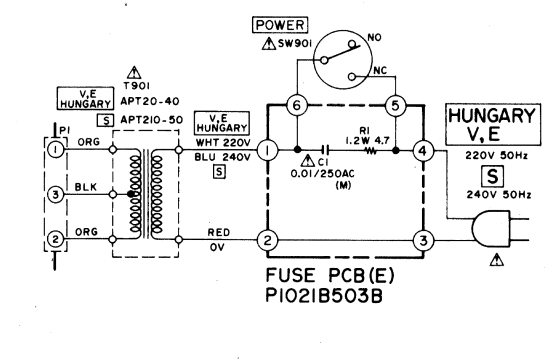 POWER
SW901
NO
NC
T901
V,E
HUNGARY
APT20-40
S APT210-50
V,E
HUNGARY
WHT 220V
BLU 240V
S
P1
1 ORG
3 BLK
2 ORG
RED
0V
6
5
1
4
2
3
C1
0.01/250AC
(M)
R1
1.2W 4.7
HUNGARY
V,E
220V 50Hz
S
240V 50Hz
FUSE PCB(E)
P1021B503B